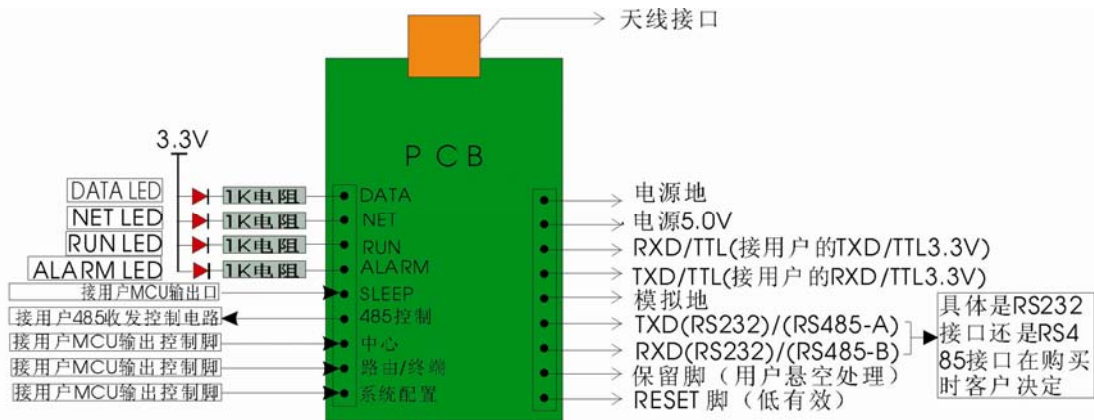 天线接口
PCB
3.3V
DATA LED
1K电阻
DATA
NET LED
1K电阻
NET
RUN LED
1K电阻
RUN
ALARM LED
1K电阻
ALARM
接用户MCU输出口
SLEEP
接用户485收发控制电路
485控制
接用户MCU输出控制脚
中心
接用户MCU输出控制脚
路由/终端
接用户MCU输出控制脚
系统配置
电源地
电源5.0V
RXD/TTL(接用户的TXD/TTL3.3V)
TXD/TTL(接用户的RXD/TTL3.3V)
模拟地
TXD(RS232)/(RS485-A)
RXD(RS232)/(RS485-B)
保留脚（用户悬空处理）
RESET脚（低有效）
具体是RS232
接口还是RS4
85接口在购买
时客户决定